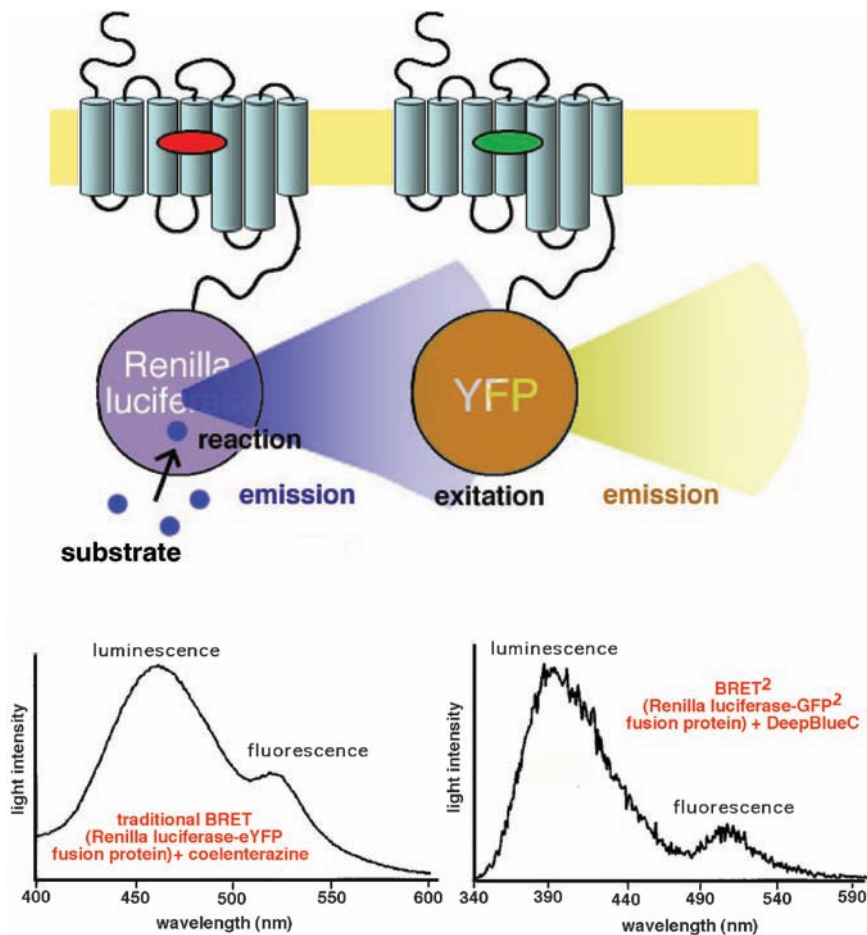 Renilla
YFP
reaction
emission
exitation
emission
substrate
luminescence
fluorescence
light intensity
traditional BRET
(Renilla luciferase-eYFP
fusion protein)+ coelenterazine
400 450 500 550 600
wavelength (nm)
luminescence
BRET2
(Renilla luciferase-GFP2
fusion protein) + DeepBlueC
fluorescence
light intensity
340 390 440 490 540 590
wavelength (nm)